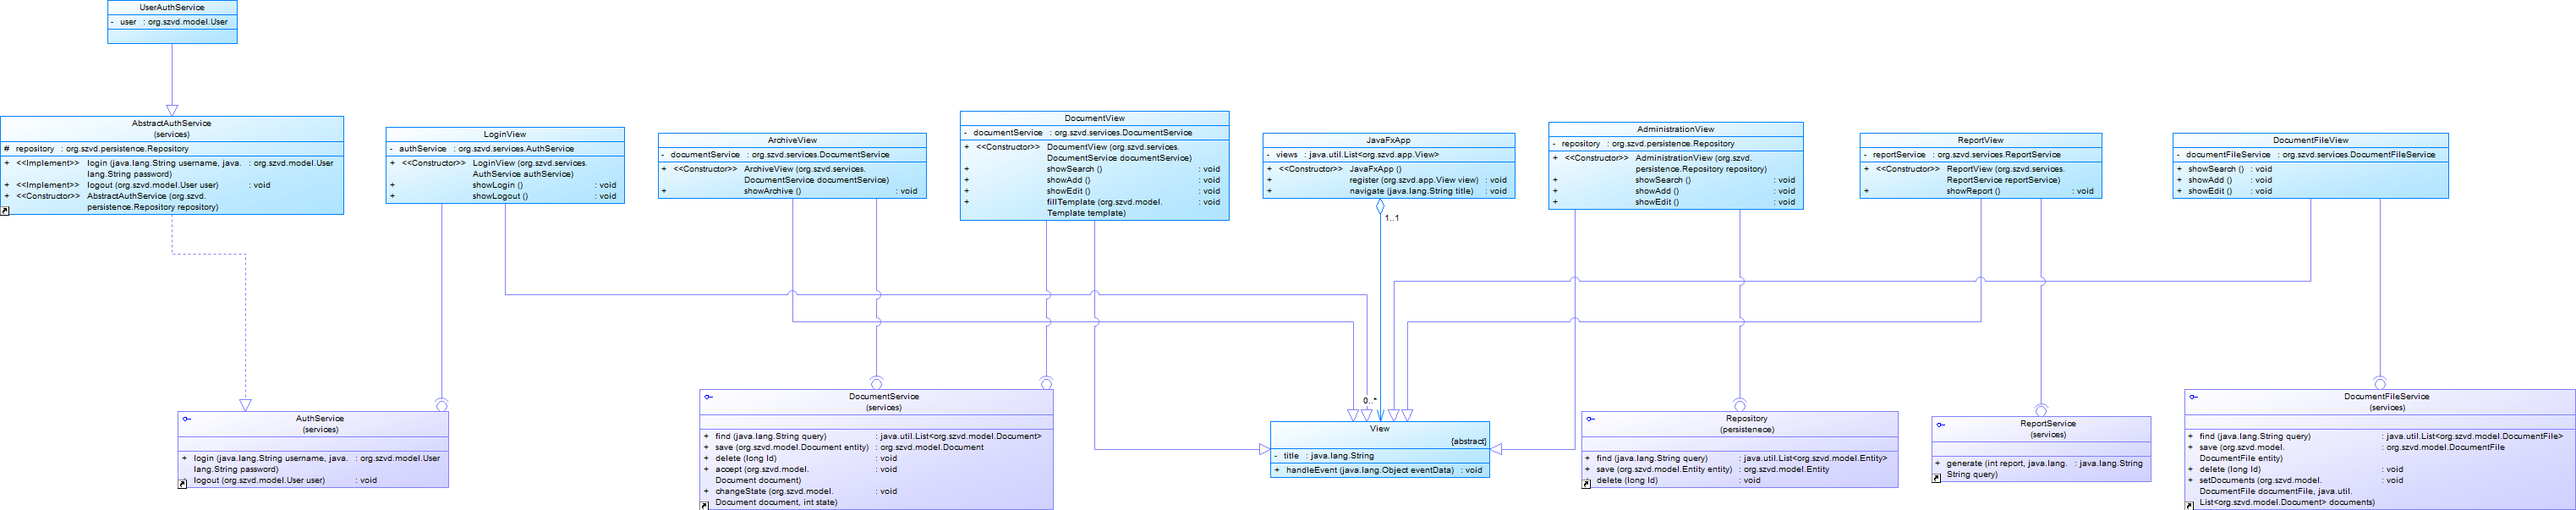 UserAuthService
- user : org.szvd.model.User
AbstractAuthService
(services)
# repository : org.szvd.persistence.Repository
+ <<Implement>> login (java.lang.String username, java. : org.szvd.model.User
lang.String password)
+ <<Implement>> logout (org.szvd.model.User user) : void
+ <<Constructor>> AbstractAuthService (org.szvd.
persistence.Repository repository)
LoginView
- authService : org.szvd.services.AuthService
+ <<Constructor>> LoginView (org.szvd.services.
AuthService authService)
+ showLogin () : void
+ showLogout () : void
ArchiveView
- documentService : org.szvd.services.DocumentService
+ <<Constructor>> ArchiveView (org.szvd.services.
DocumentService documentService)
+ showArchive () : void
DocumentView
- documentService : org.szvd.services.DocumentService
+ <<Constructor>> DocumentView (org.szvd.services.
DocumentService documentService)
+ showSearch () : void
+ showAdd () : void
+ showEdit () : void
+ fillTemplate (org.szvd.model. : void
Template template)
JavaFxApp
- views : java.util.List<org.szvd.app.View>
+ <<Constructor>> JavaFxApp ()
+ register (org.szvd.app.View view) : void
+ navigate (java.lang.String title) : void
1..1
AdministrationView
- repository : org.szvd.persistence.Repository
+ <<Constructor>> AdministrationView (org.szvd.
persistence.Repository repository)
+ showSearch () : void
+ showAdd () : void
+ showEdit () : void
ReportView
- reportService : org.szvd.services.ReportService
+ <<Constructor>> ReportView (org.szvd.services.
ReportService reportService)
+ showReport () : void
DocumentFileView
- documentFileService : org.szvd.services.DocumentFileService
+ showSearch () : void
+ showAdd () : void
+ showEdit () : void
AuthService
(services)
+ login (java.lang.String username, java. : org.szvd.model.User
lang.String password)
+ logout (org.szvd.model.User user) : void
DocumentService
(services)
+ find (java.lang.String query) : java.util.List<org.szvd.model.Document>
+ save (org.szvd.model.Document entity) : org.szvd.model.Document
+ delete (long Id) : void
+ accept (org.szvd.model. : void
Document document)
+ changeState (org.szvd.model. : void
Document document, int state)
0..*
View
{abstract}
- title : java.lang.String
+ handleEvent (java.lang.Object eventData) : void
Repository
(persistenece)
+ find (java.lang.String query) : java.util.List<org.szvd.model.Entity>
+ save (org.szvd.model.Entity entity) : org.szvd.model.Entity
+ delete (long Id) : void
ReportService
(services)
+ generate (int report, java.lang. : java.lang.String
String query)
DocumentFileService
(services)
+ find (java.lang.String query) : java.util.List<org.szvd.model.DocumentFile>
+ save (org.szvd.model. : org.szvd.model.DocumentFile
DocumentFile entity)
+ delete (long Id) : void
+ setDocuments (org.szvd.model. : void
DocumentFile documentFile, java.util.
List<org.szvd.model.Document> documents)